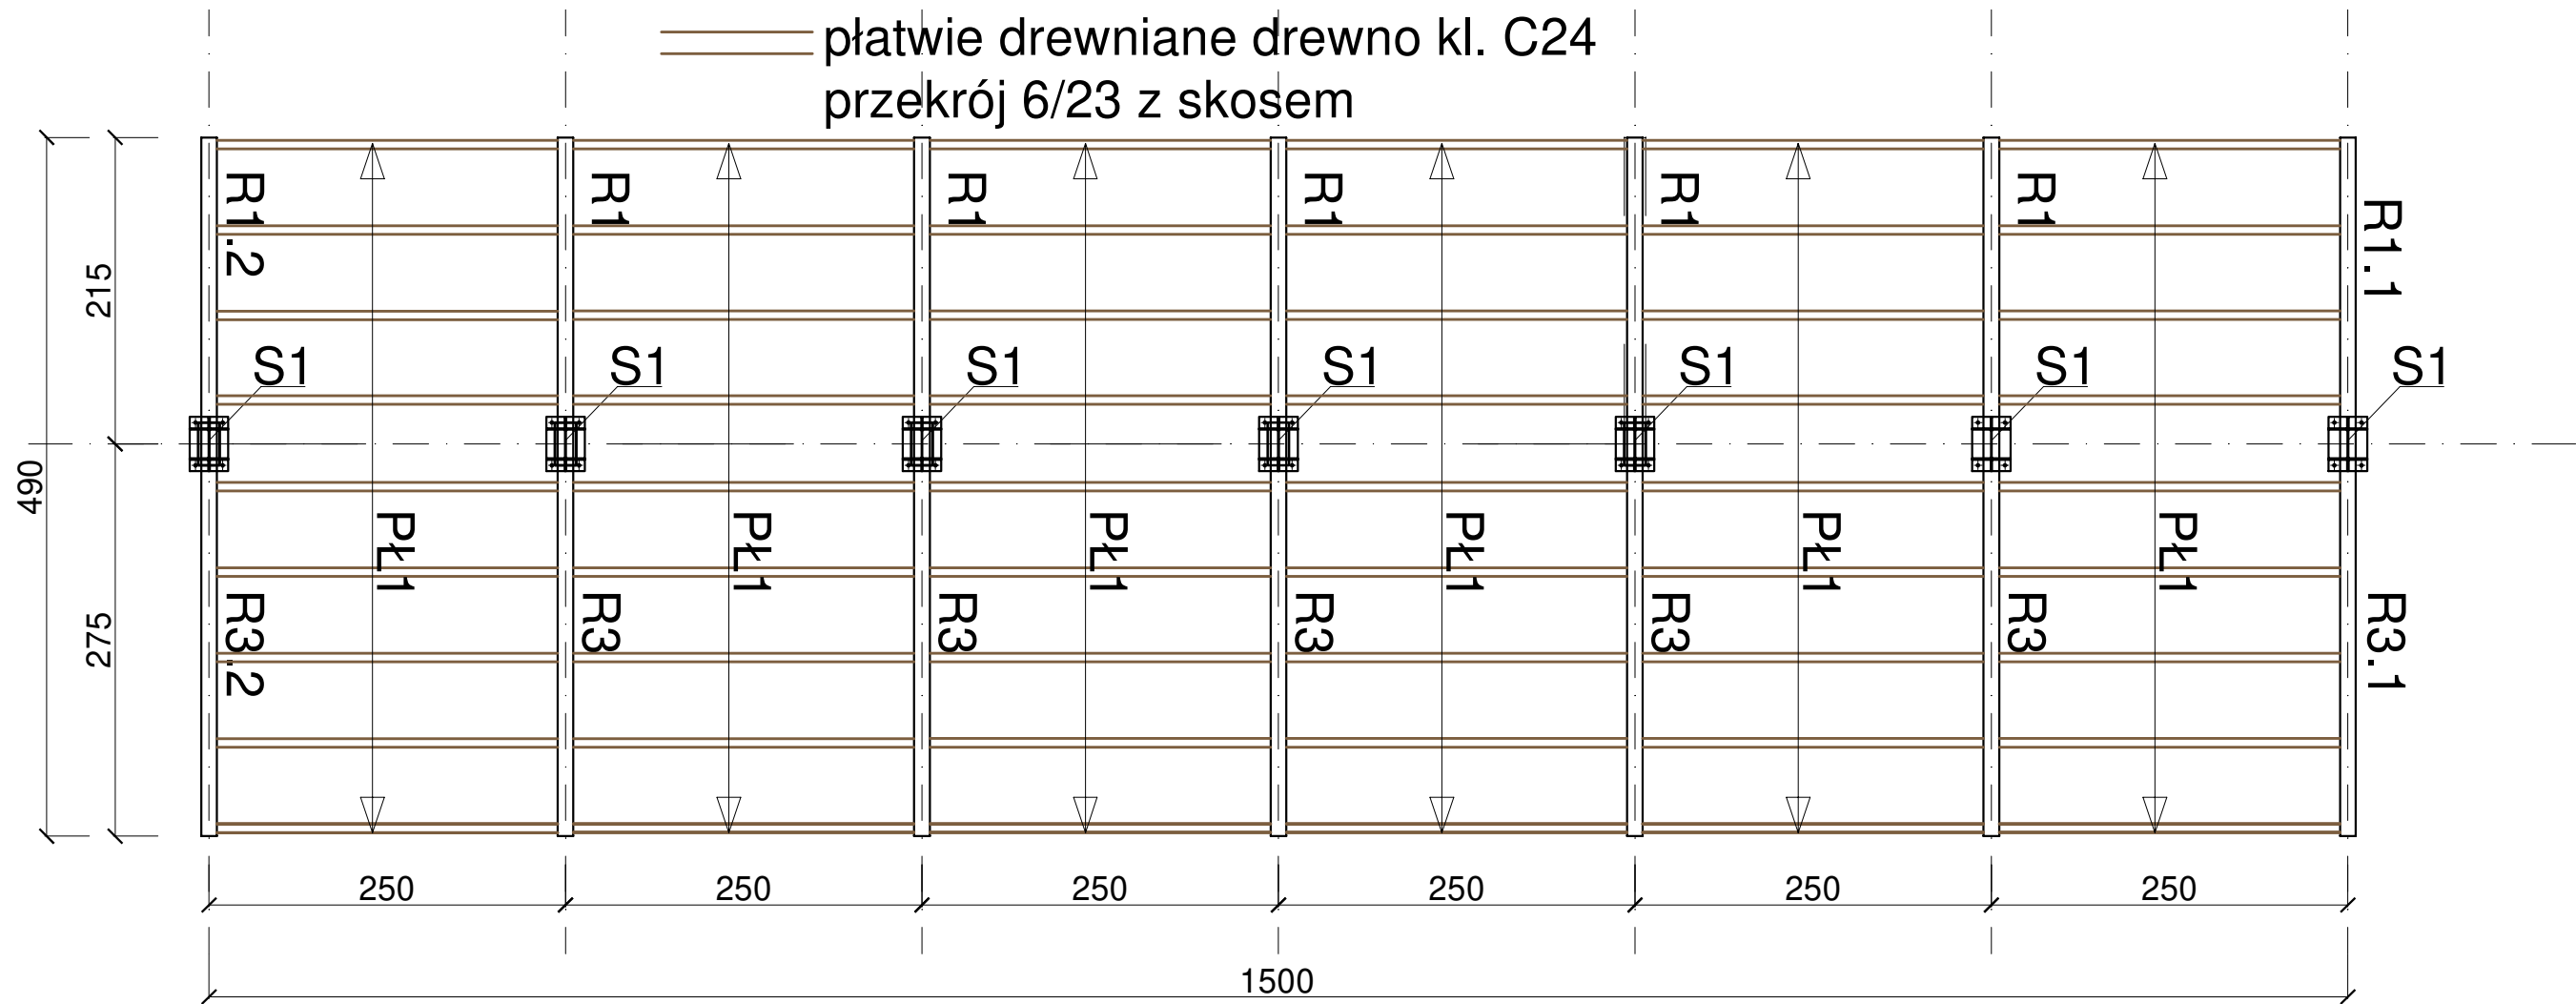 płatwie drewniane drewno kl. C24
przekrój 6/23 z skosem
R1.2
R1
R1
R1
R1
R1
R1.1
215
S1
S1
S1
S1
S1
S1
S1
490
PŁ1
PŁ1
PŁ1
PŁ1
PŁ1
PŁ1
275
R3.2
R3
R3
R3
R3
R3
R3.1
250
250
250
250
250
250
1500